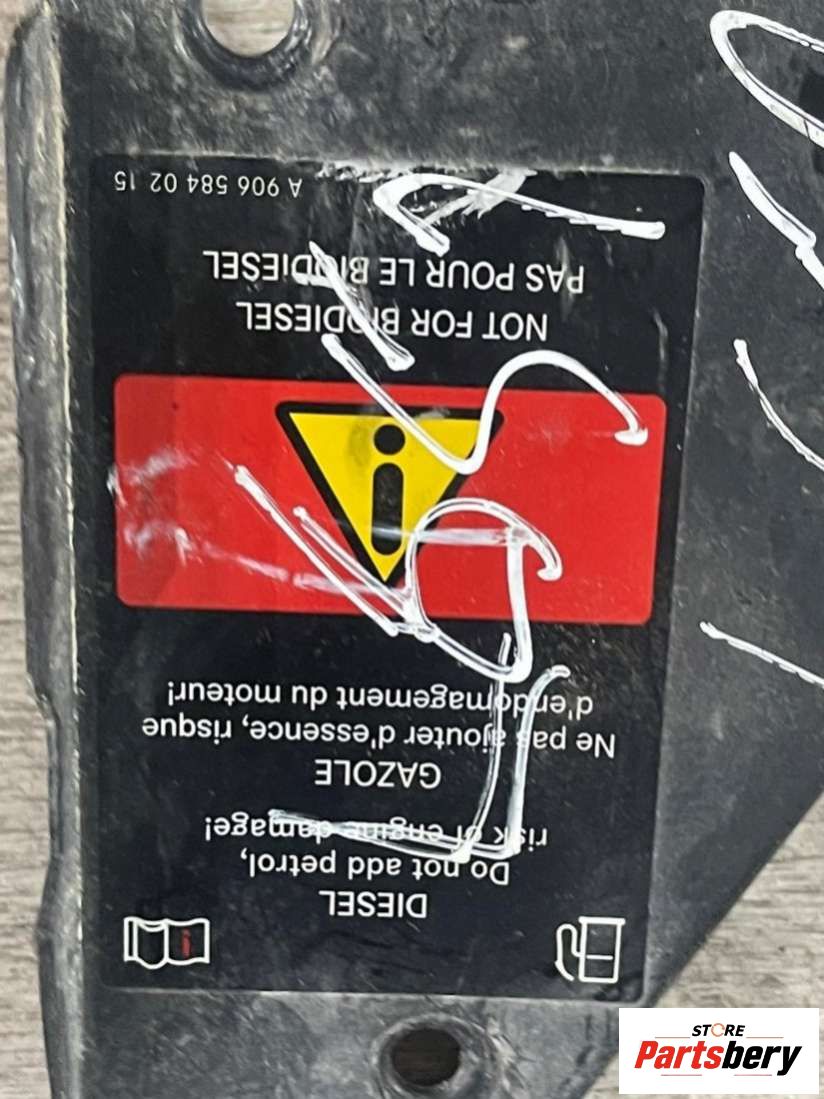 DIESEL
Do not add petrol,
risk of engine damage!
GAZOLE
Ne pas ajouter d'essence, risque
d'endomagement du moteur!
NOT FOR BIODIESEL
PAS POUR LE BIODIESEL
A 906 584 02 15
STORE
Partsbery